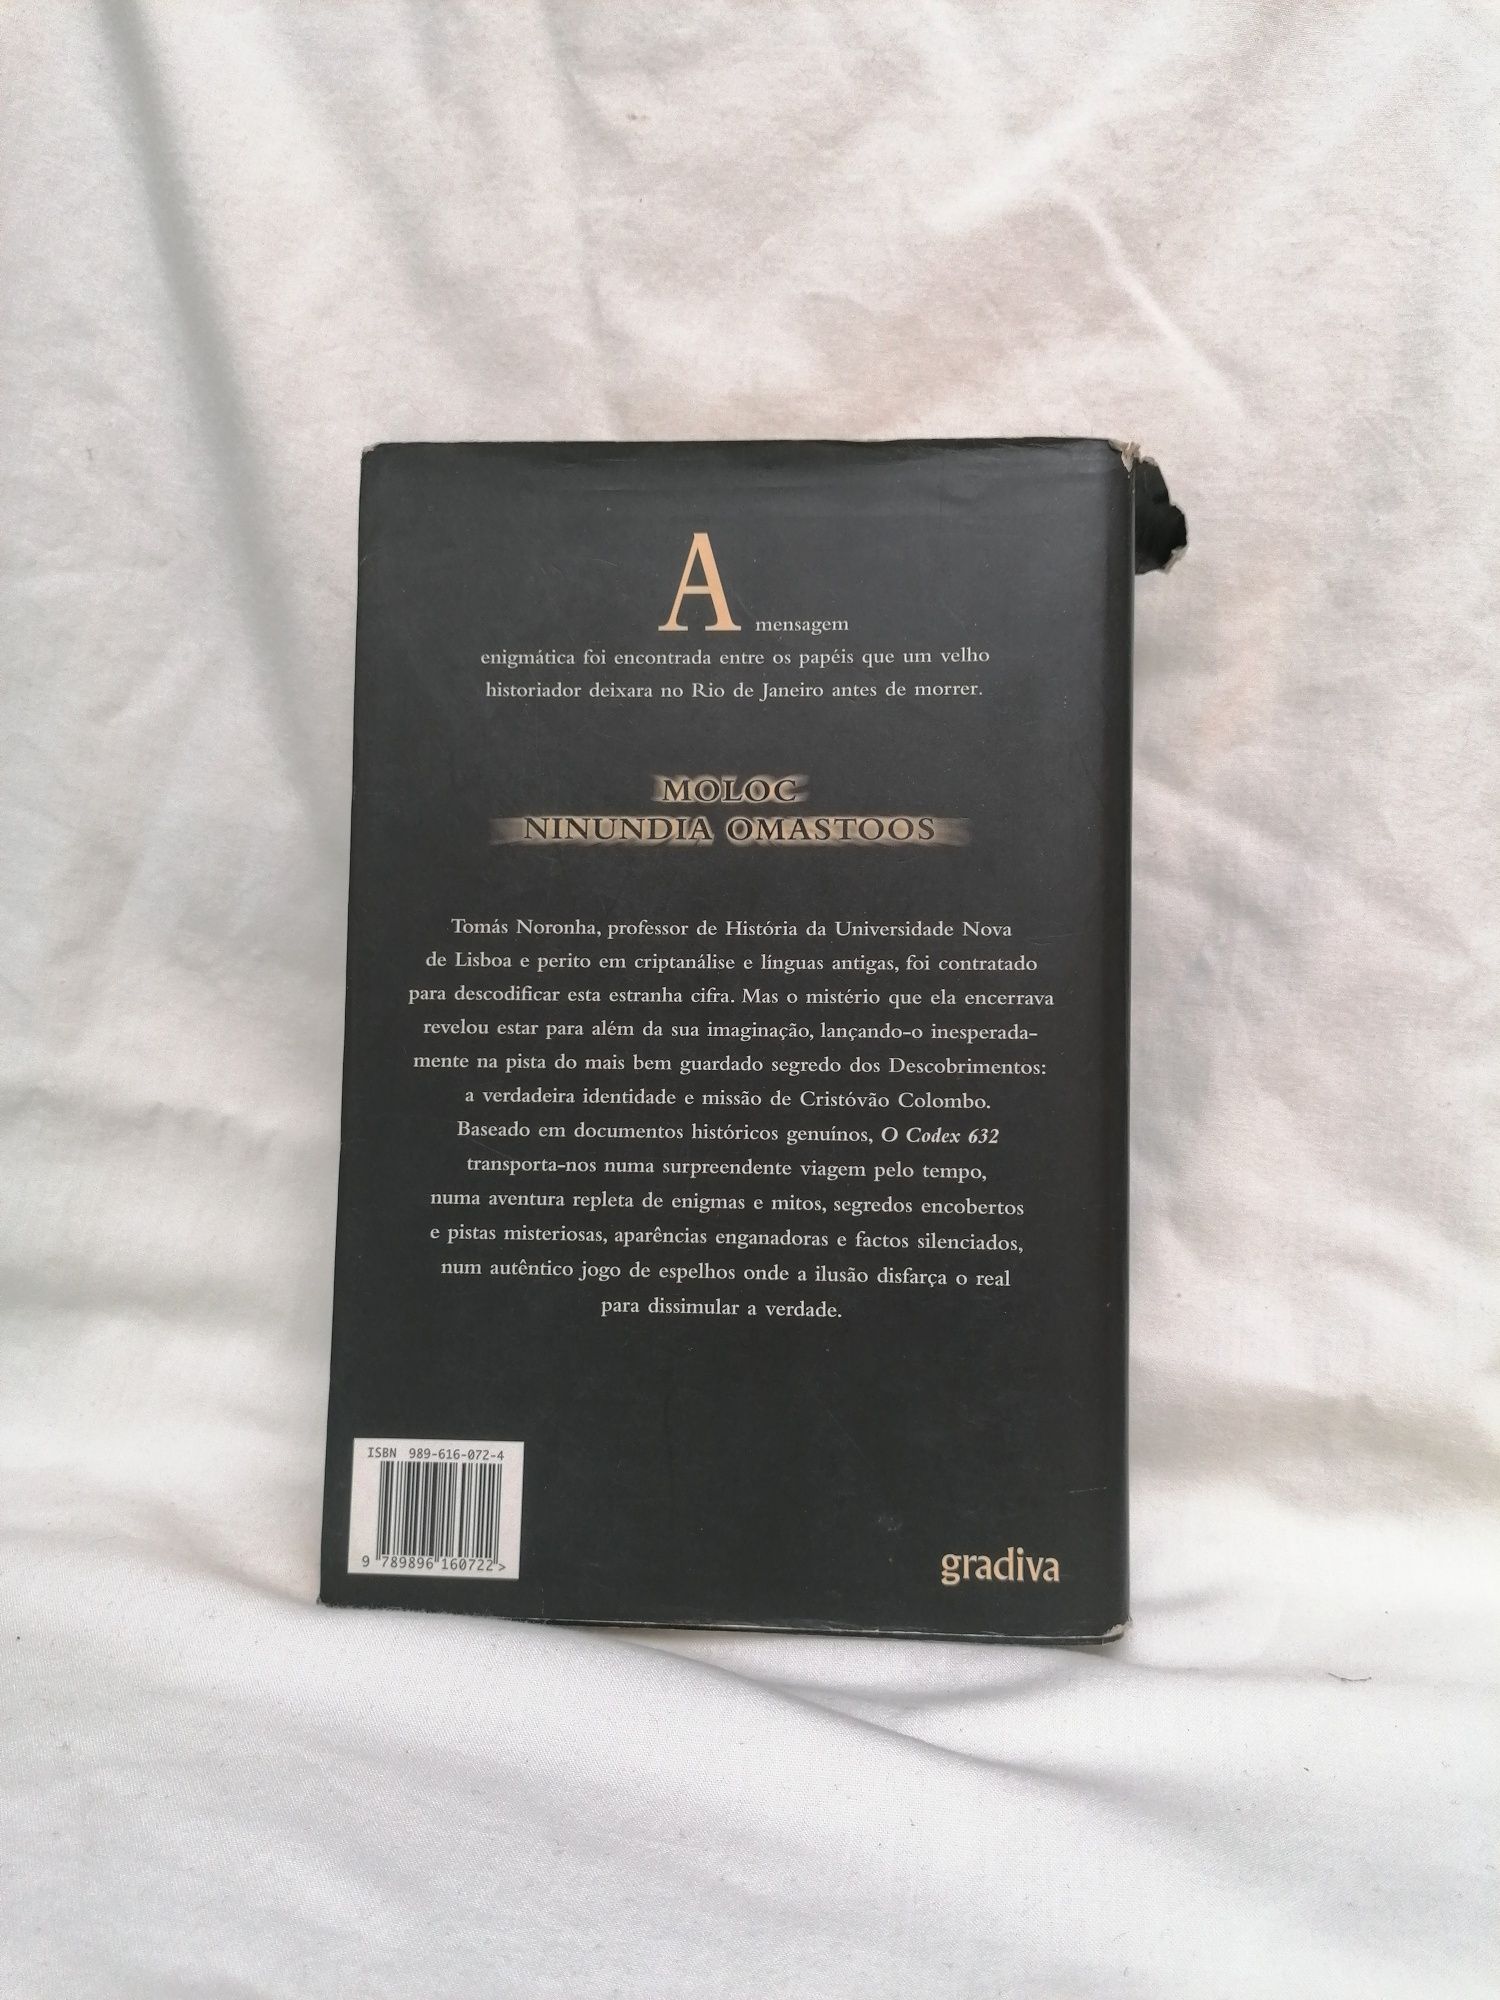 A mensagem
enigmática foi encontrada entre os papéis que um velho
historiador deixara no Rio de Janeiro antes de morrer.
MOLOC
NINUNDIA OMASTOOS
Tomás Noronha, professor de História da Universidade Nova
de Lisboa e perito em criptanálise e línguas antigas, foi contratado
para descodificar esta estranha cifra. Mas o mistério que ela encerrava
revelou estar para além da sua imaginação, lançando-o inesperada-
mente na pista do mais bem guardado segredo dos Descobrimentos:
a verdadeira identidade e missão de Cristóvão Colombo.
Baseado em documentos históricos genuínos, O Codex 632
transporta-nos numa surpreendente viagem pelo tempo,
numa aventura repleta de enigmas e mitos, segredos encobertos
e pistas misteriosas, aparências enganadoras e factos silenciados,
num autêntico jogo de espelhos onde a ilusão disfarça o real
para dissimular a verdade.
ISBN 989-616-072-4
9 789896 160722 >
gradiva